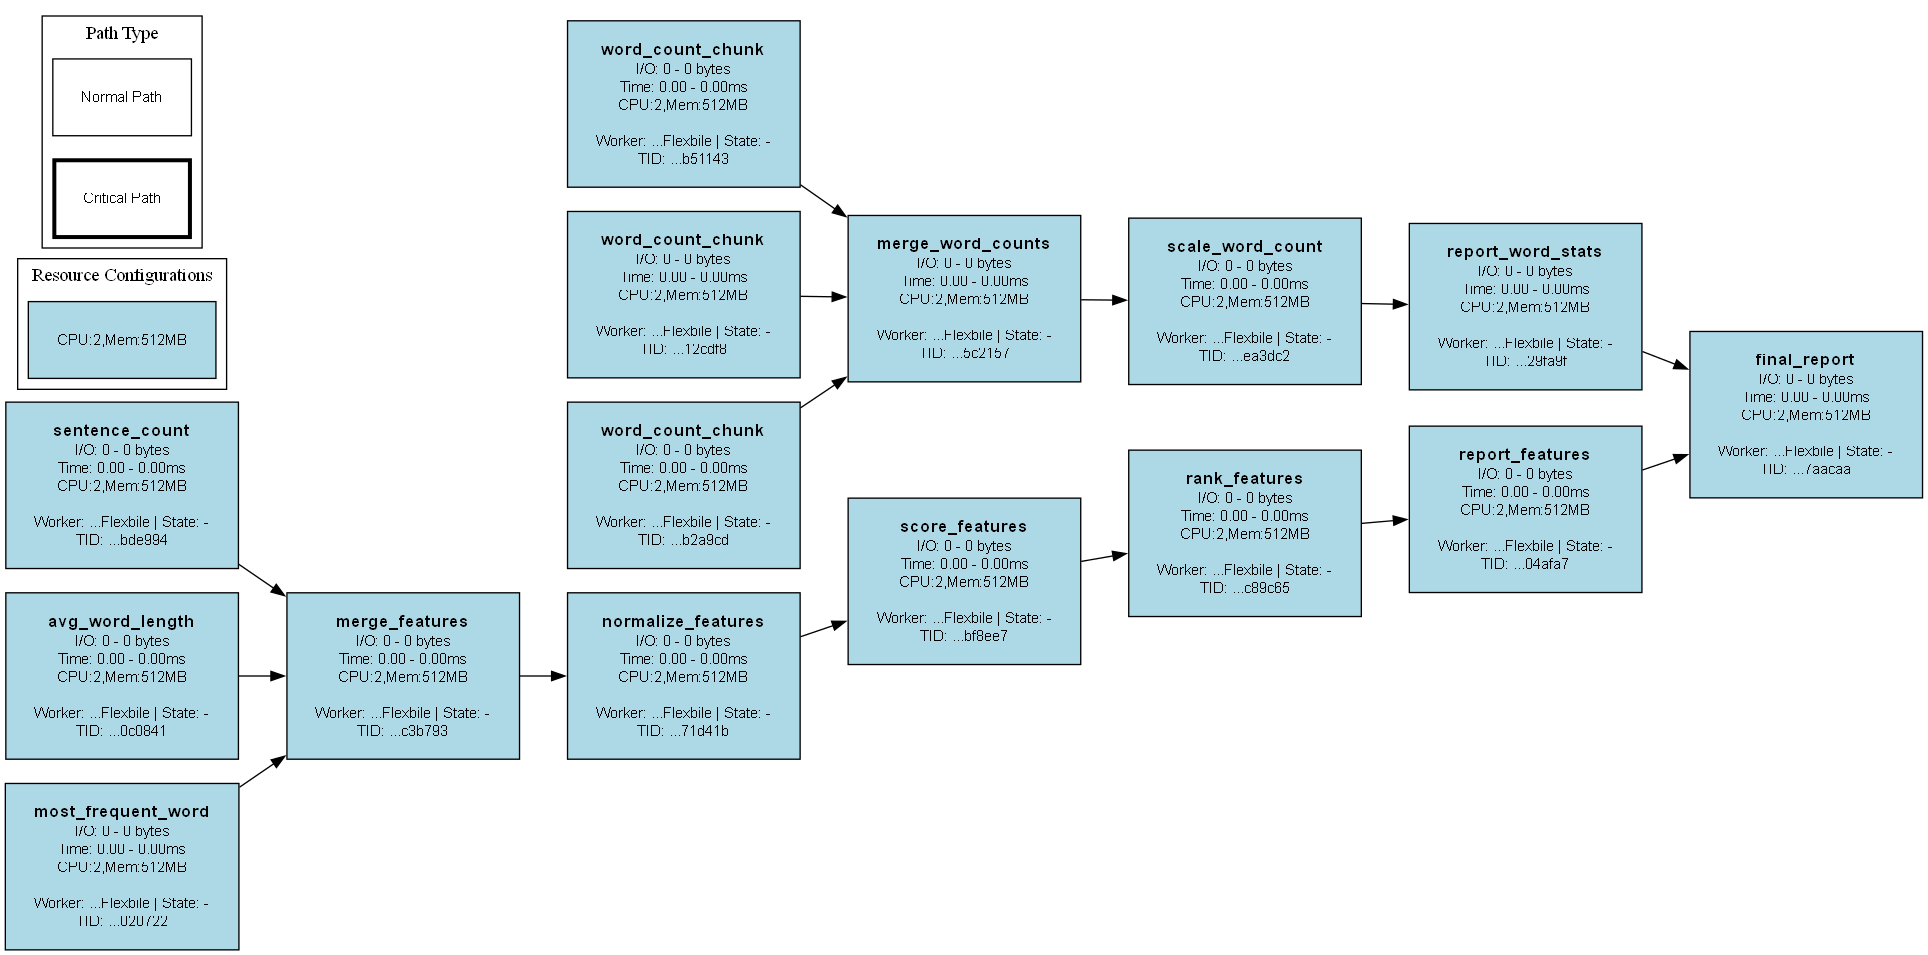 Path Type
Normal Path
Critical Path
Resource Configurations
CPU:2,Mem:512MB
sentence_count
I/O: 0 - 0 bytes
Time: 0.00 - 0.00ms
CPU:2,Mem:512MB
Worker: ...Flexbile | State: -
TID: ...bde994
avg_word_length
I/O: 0 - 0 bytes
Time: 0.00 - 0.00ms
CPU:2,Mem:512MB
Worker: ...Flexbile | State: -
TID: ...0c0841
most_frequent_word
I/O: 0 - 0 bytes
Time: 0.00 - 0.00ms
CPU:2,Mem:512MB
Worker: ...Flexbile | State: -
TID: ...020722
merge_features
I/O: 0 - 0 bytes
Time: 0.00 - 0.00ms
CPU:2,Mem:512MB
Worker: ...Flexbile | State: -
TID: ...c3b793
word_count_chunk
I/O: 0 - 0 bytes
Time: 0.00 - 0.00ms
CPU:2,Mem:512MB
Worker: ...Flexbile | State: -
TID: ...b51143
word_count_chunk
I/O: 0 - 0 bytes
Time: 0.00 - 0.00ms
CPU:2,Mem:512MB
Worker: ...Flexbile | State: -
TID: ...12cdf8
word_count_chunk
I/O: 0 - 0 bytes
Time: 0.00 - 0.00ms
CPU:2,Mem:512MB
Worker: ...Flexbile | State: -
TID: ...b2a9cd
normalize_features
I/O: 0 - 0 bytes
Time: 0.00 - 0.00ms
CPU:2,Mem:512MB
Worker: ...Flexbile | State: -
TID: ...71d41b
merge_word_counts
I/O: 0 - 0 bytes
Time: 0.00 - 0.00ms
CPU:2,Mem:512MB
Worker: ...Flexbile | State: -
TID: ...5c2157
score_features
I/O: 0 - 0 bytes
Time: 0.00 - 0.00ms
CPU:2,Mem:512MB
Worker: ...Flexbile | State: -
TID: ...bf8ee7
scale_word_count
I/O: 0 - 0 bytes
Time: 0.00 - 0.00ms
CPU:2,Mem:512MB
Worker: ...Flexbile | State: -
TID: ...ea3dc2
rank_features
I/O: 0 - 0 bytes
Time: 0.00 - 0.00ms
CPU:2,Mem:512MB
Worker: ...Flexbile | State: -
TID: ...c89c65
report_word_stats
I/O: 0 - 0 bytes
Time: 0.00 - 0.00ms
CPU:2,Mem:512MB
Worker: ...Flexbile | State: -
TID: ...29fa9f
report_features
I/O: 0 - 0 bytes
Time: 0.00 - 0.00ms
CPU:2,Mem:512MB
Worker: ...Flexbile | State: -
TID: ...04afa7
final_report
I/O: 0 - 0 bytes
Time: 0.00 - 0.00ms
CPU:2,Mem:512MB
Worker: ...Flexbile | State: -
TID: ...7aacaa